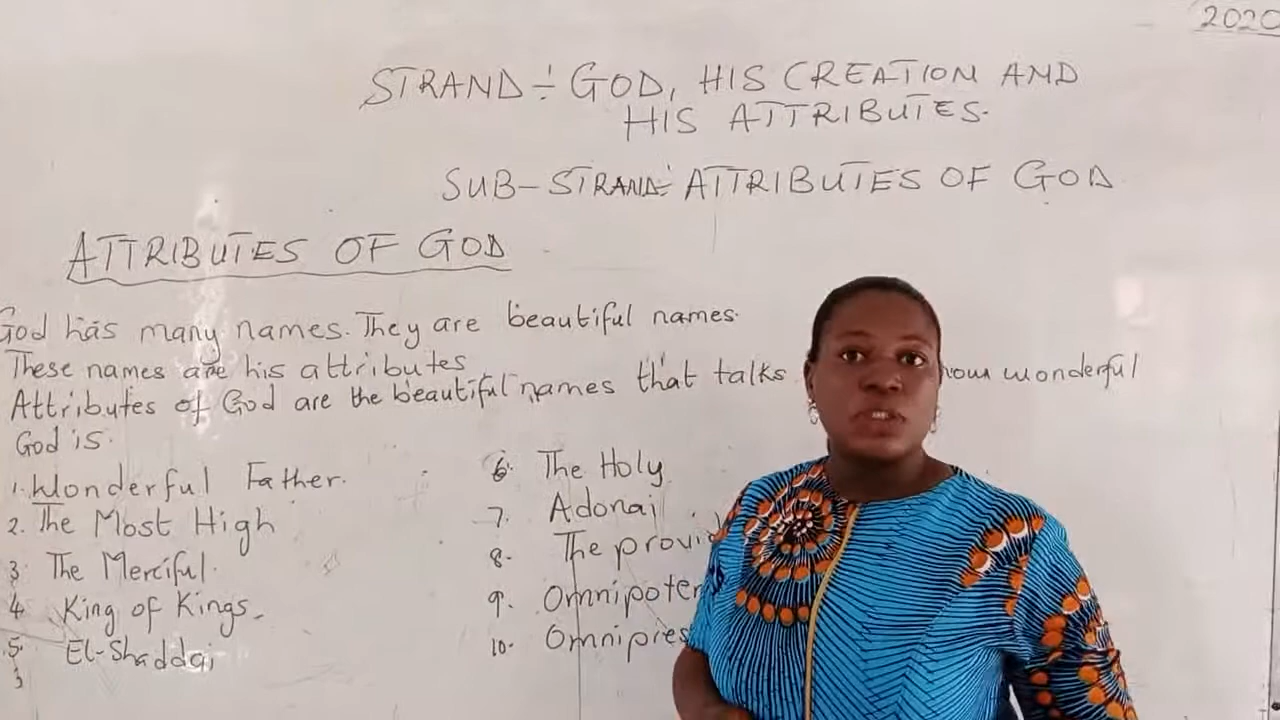 2020
STRAND÷ GOD, HIS CREATION AND
HIS ATTRIBUTES.
SUB-STRAND:- ATTRIBUTES OF GOD
ATTRIBUTES OF GOD
God has many names. They are beautiful names.
These names are his attributes
Attributes of God are the beautiful names that talks how wonderful
God is.
1. Wonderful Father.
2. The Most High
3. The Merciful.
4 King of Kings.
5. El-Shaddai
6. The Holy
7. Adonai
8. The
9.
10.